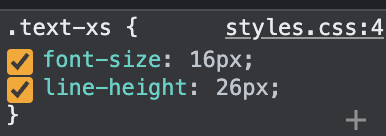 .text-xs { styles.css:4
font-size: 16px;
line-height: 26px;
}